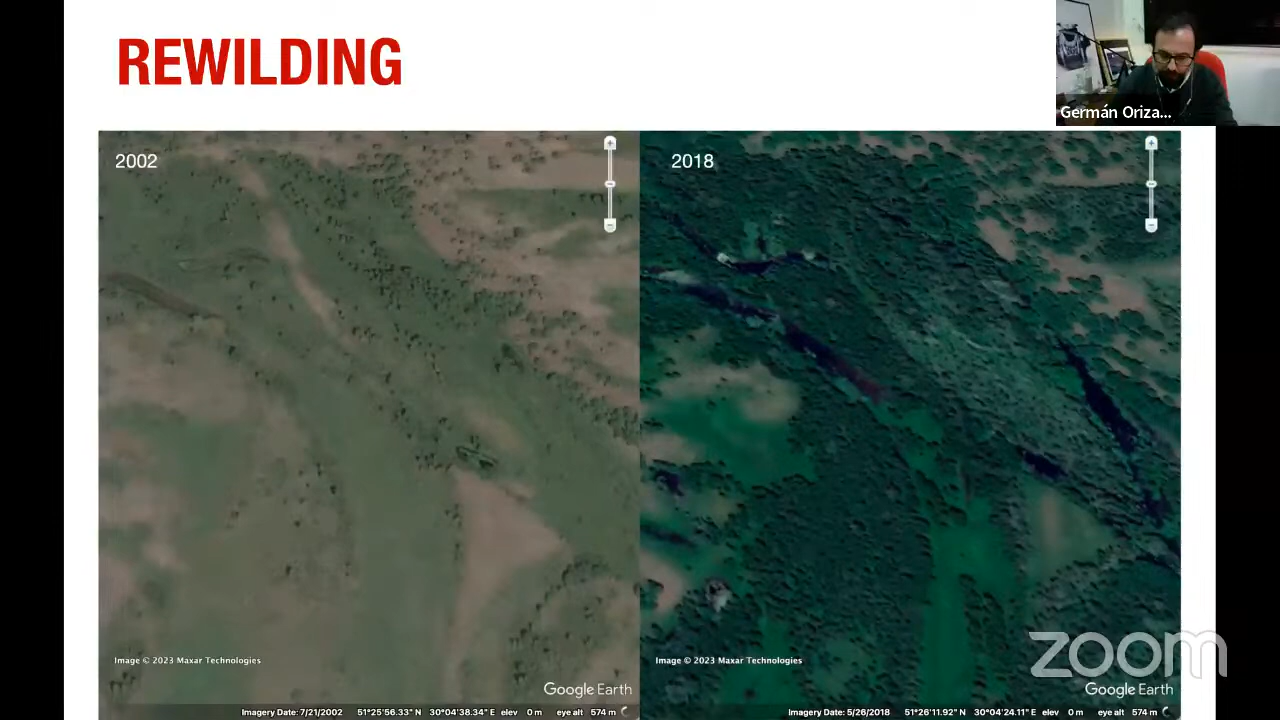 REWILDING
Germán Oriza...
2002
2018
Image © 2023 Maxar Technologies
Google Earth
Imagery Date: 7/21/2002 51°25'56.33" N 30°04'38.34" E elev 0 m eye alt 574 m
Image © 2023 Maxar Technologies
Google Earth
Imagery Date: 5/26/2018 51°26'11.92" N 30°04'24.11" E elev 0 m eye alt 574 m
zoom